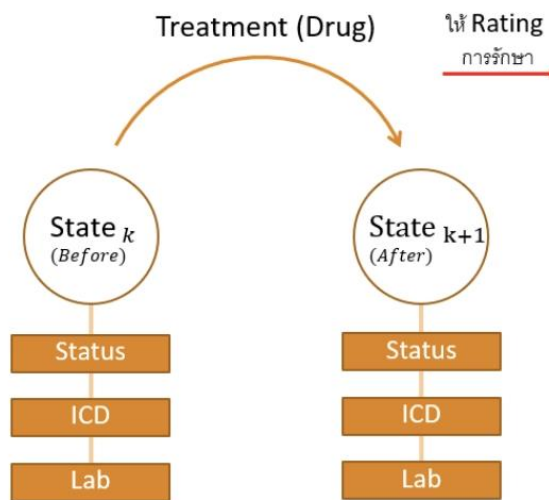 Treatment (Drug)
ให้ Rating
การรักษา
State k
(Before)
State k+1
(After)
Status
ICD
Lab
Status
ICD
Lab